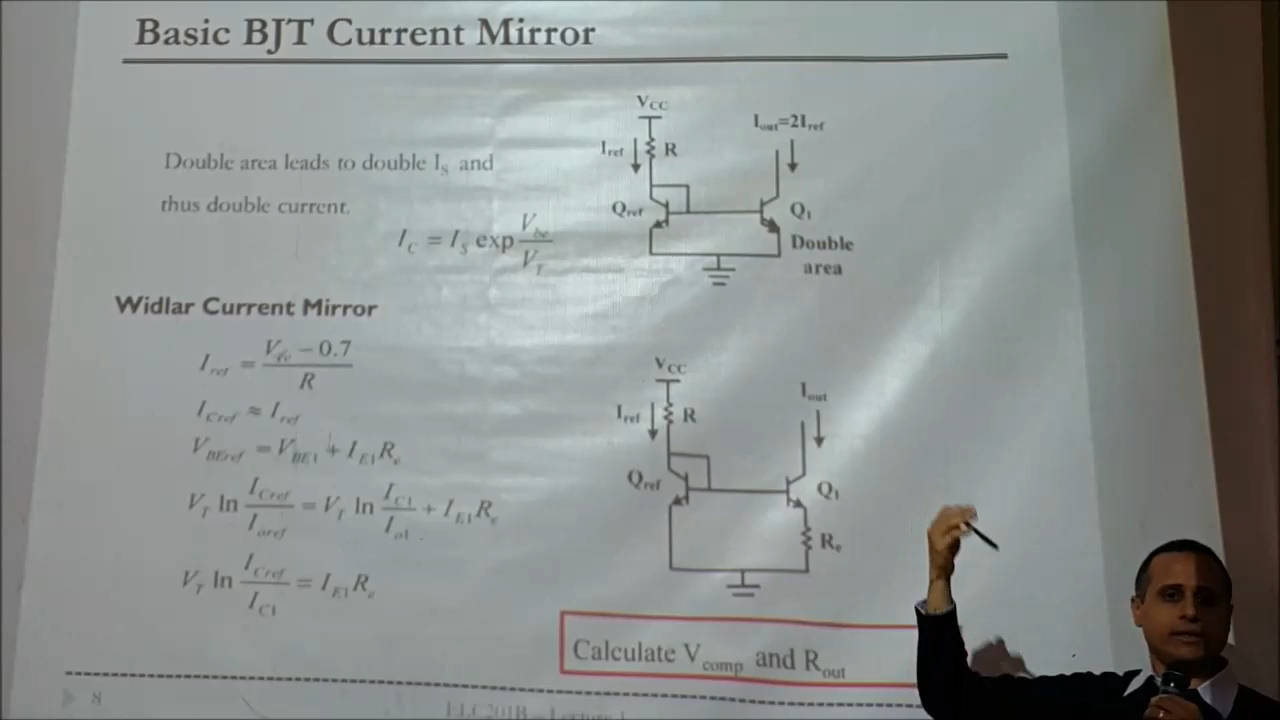 Basic BJT Current Mirror
Double area leads to double I_s and
thus double current.
I_C = I_S exp V_be / V_T
V_CC
I_ref
R
I_out=2I_ref
Q_ref
Q_1
Double
area
Widlar Current Mirror
I_ref = V_cc − 0.7 / R
I_Cref ≈ I_ref
V_BEref = V_BE1 + I_E1 R_e
V_T ln I_Cref / I_oref = V_T ln I_C1 / I_o1 + I_E1 R_e
V_T ln I_Cref / I_C1 = I_E1 R_e
V_CC
I_ref
R
I_out
Q_ref
Q_1
R_e
Calculate V_comp and R_out
8